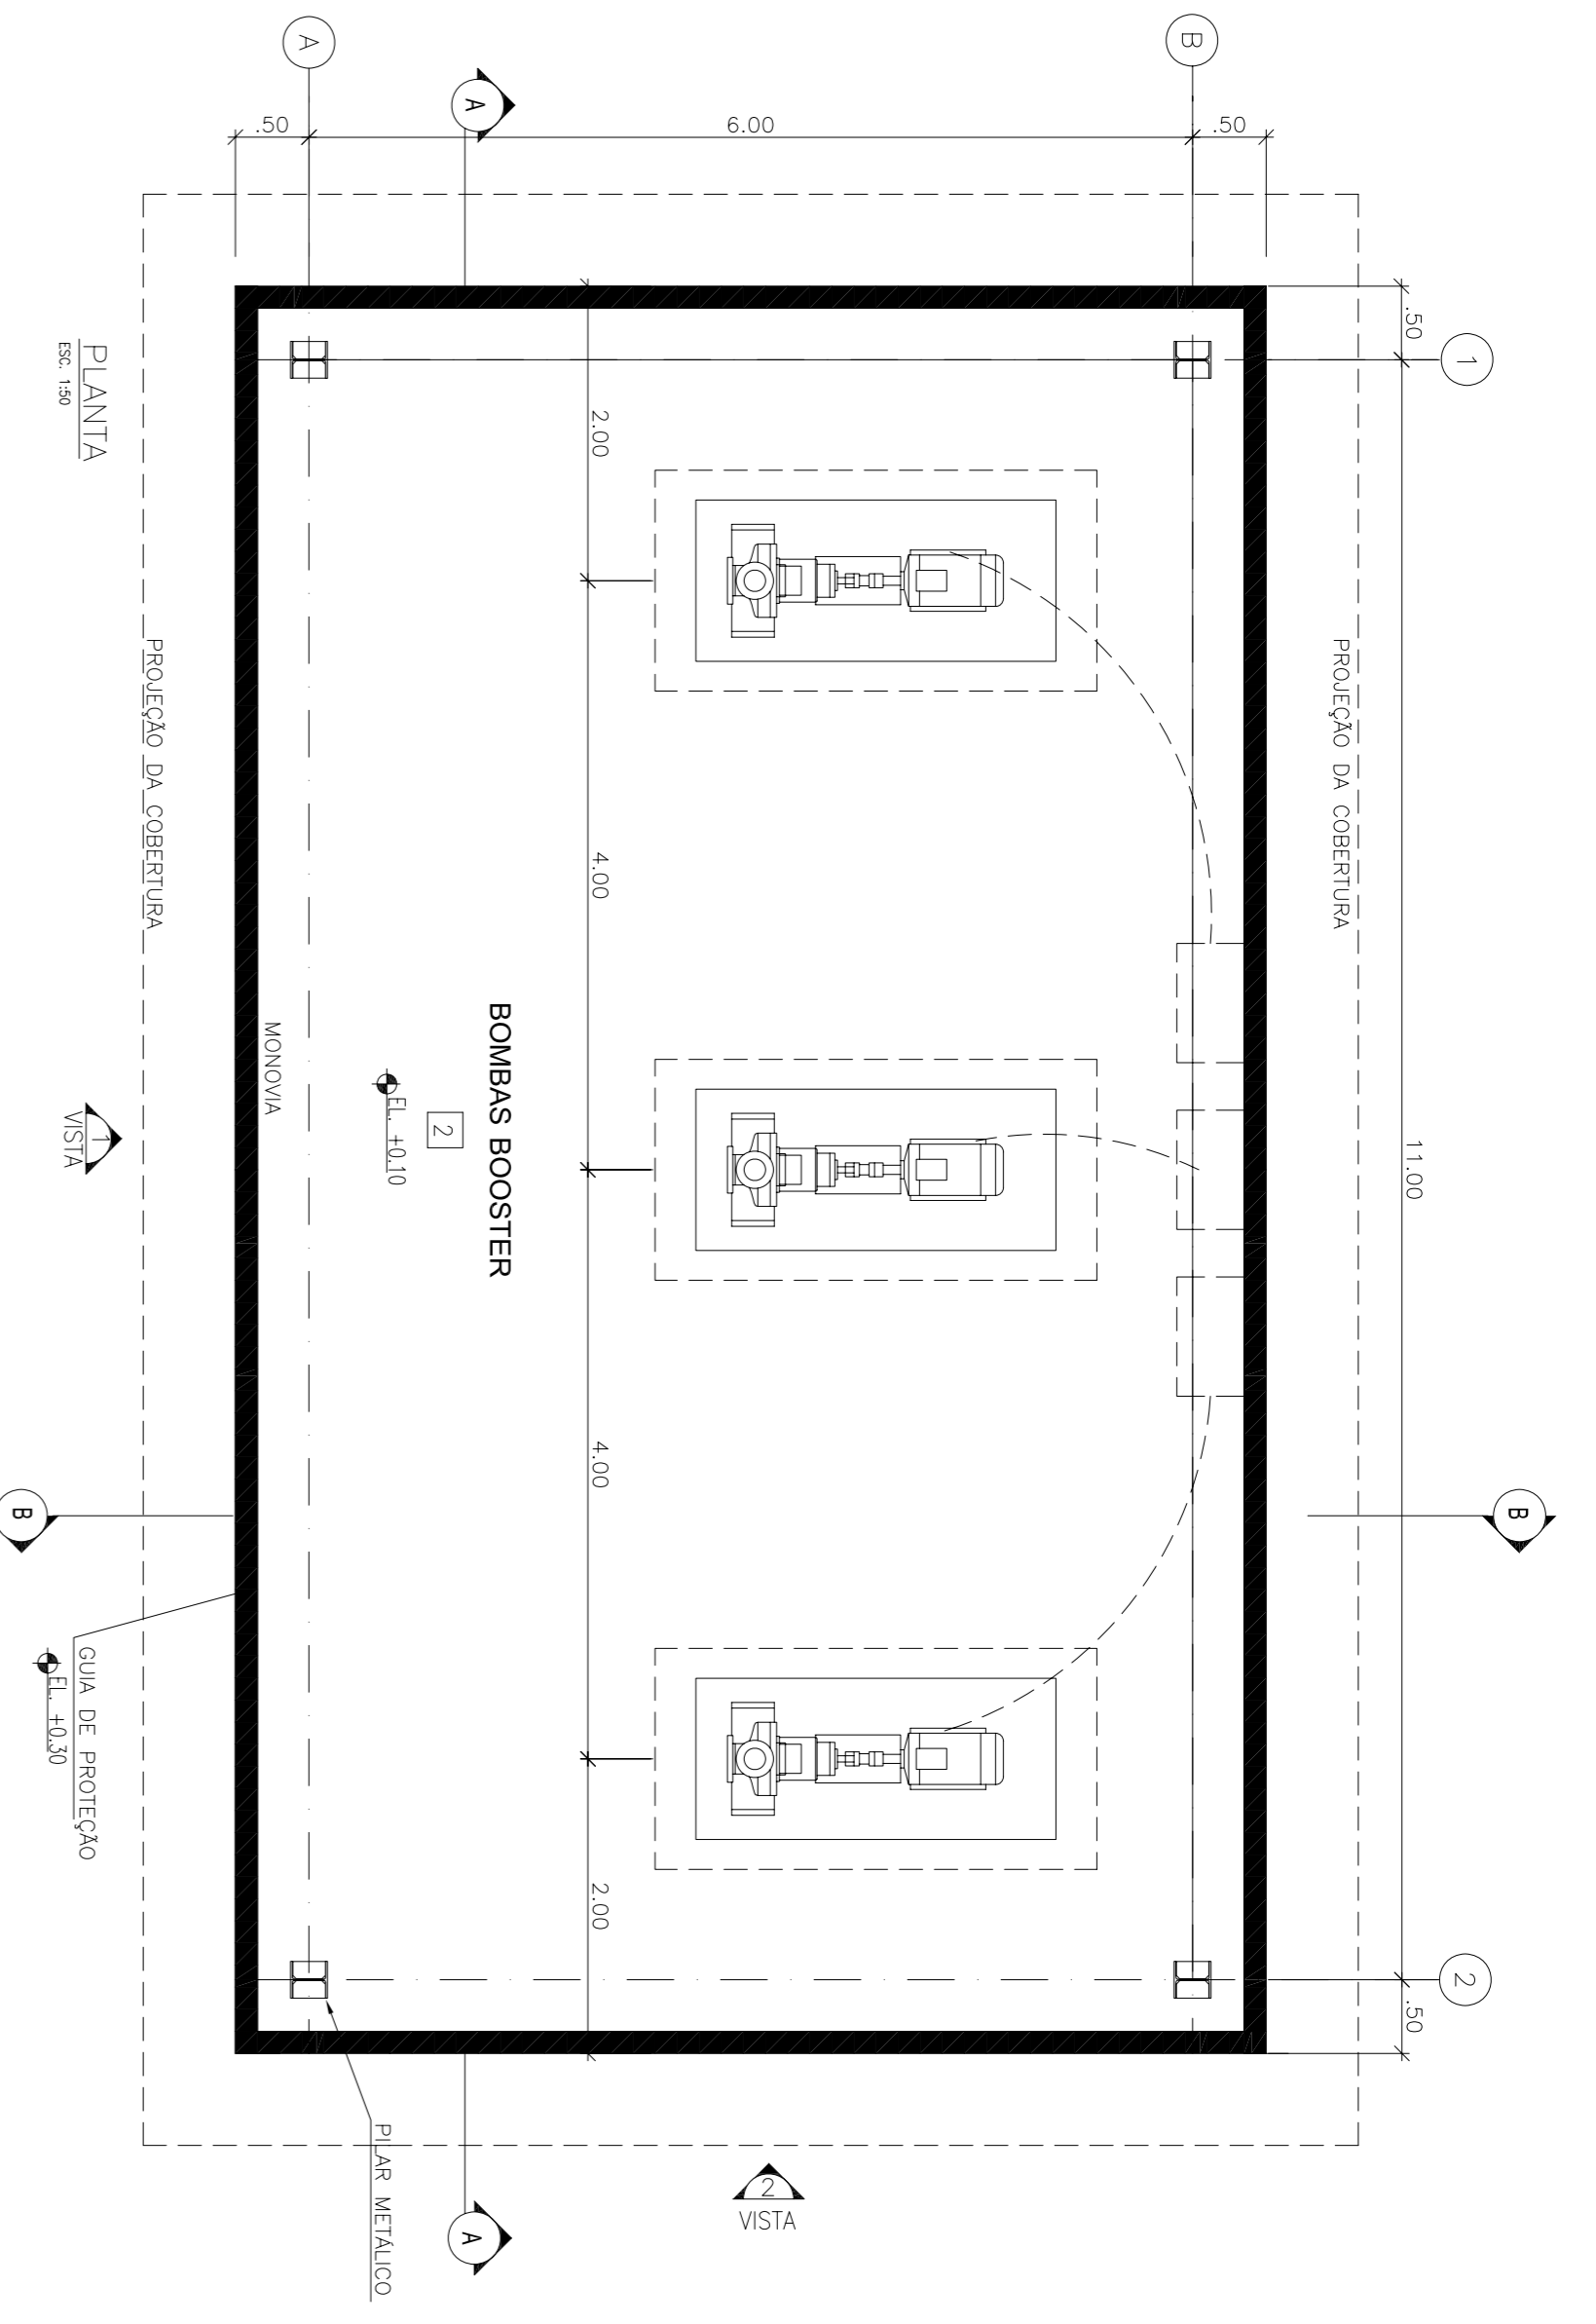 1
2
.50
11.00
.50
B
B
PROJEÇÃO DA COBERTURA
B
A
.50
6.00
.50
A
A
2.00
4.00
4.00
2.00
BOMBAS BOOSTER
2
EL. +0.10
MONOVIA
PROJEÇÃO DA COBERTURA
PILAR METÁLICO
A
2
VISTA
1
VISTA
B
GUIA DE PROTEÇÃO
EL. +0.30
PLANTA
ESC. 1:50